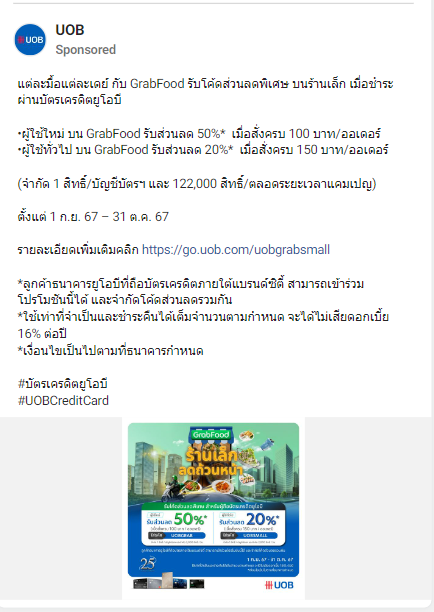 UOB
UOB
Sponsored
แต่ละมื้อแต่ละเดย์ กับ GrabFood รับโค้ดส่วนลดพิเศษ บนร้านเล็ก เมื่อชำระ
ผ่านบัตรเครดิตยูโอบี
•ผู้ใช้ใหม่ บน GrabFood รับส่วนลด 50%* เมื่อสั่งครบ 100 บาท/ออเดอร์
•ผู้ใช้ทั่วไป บน GrabFood รับส่วนลด 20%* เมื่อสั่งครบ 150 บาท/ออเดอร์
(จำกัด 1 สิทธิ์/บัญชีบัตรฯ และ 122,000 สิทธิ์/ตลอดระยะเวลาแคมเปญ)
ตั้งแต่ 1 ก.ย. 67 – 31 ต.ค. 67
รายละเอียดเพิ่มเติมคลิก https://go.uob.com/uobgrabsmall
*ลูกค้าธนาคารยูโอบีที่ถือบัตรเครดิตภายใต้แบรนด์ซิตี้ สามารถเข้าร่วม
โปรโมชันนี้ได้ และจำกัดโค้ดส่วนลดรวมกัน
*ใช้เท่าที่จำเป็นและชำระคืนได้เต็มจำนวนตามกำหนด จะได้ไม่เสียดอกเบี้ย
16% ต่อปี
*เงื่อนไขเป็นไปตามที่ธนาคารกำหนด
#บัตรเครดิตยูโอบี
#UOBCreditCard
GrabFood
ร้านเล็ก
ลดถ้วนหน้า
รับส่วนลด 50%*
รับส่วนลด 20%*
UOBGRAB
UOBSMALL
1 ก.ย. 67 - 31 ต.ค. 67
25
UOB